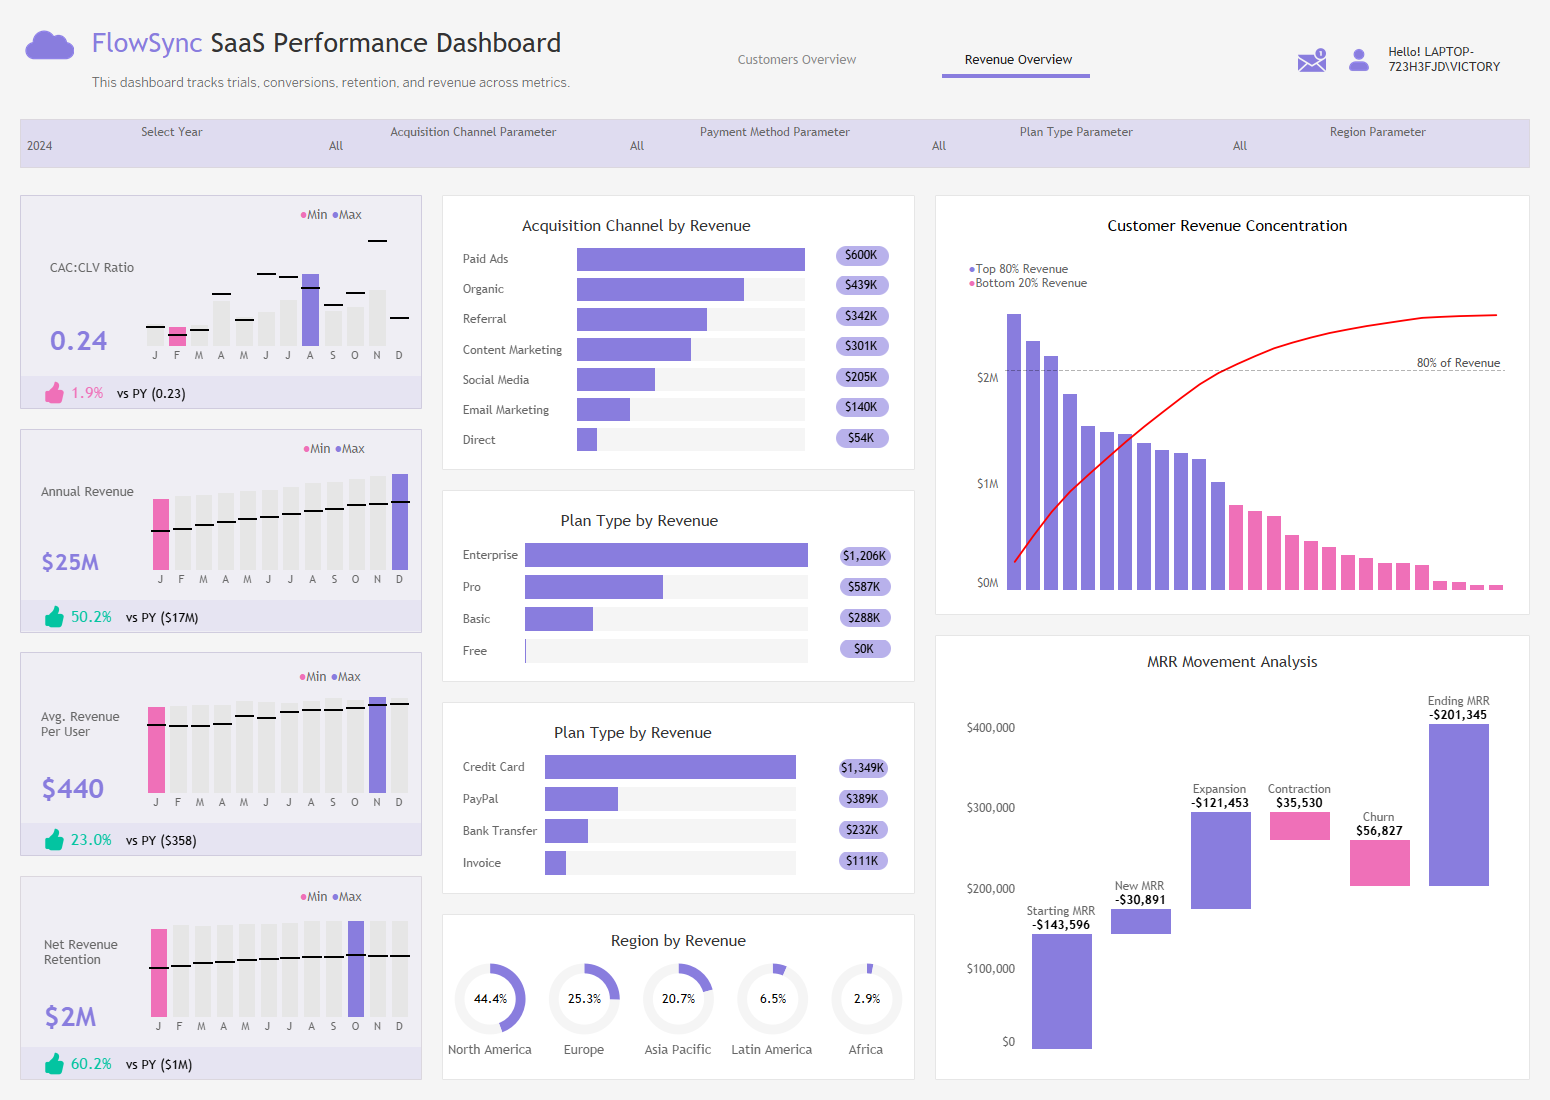 FlowSync SaaS Performance Dashboard
This dashboard tracks trials, conversions, retention, and revenue across metrics.
Customers Overview
Revenue Overview
1
Hello! LAPTOP-
723H3FJD\VICTORY
Select Year
2024
Acquisition Channel Parameter
All
Payment Method Parameter
All
Plan Type Parameter
All
Region Parameter
All
Min Max
CAC:CLV Ratio
0.24
J F M A M J J A S O N D
1.9% vs PY (0.23)
Min Max
Annual Revenue
$25M
J F M A M J J A S O N D
50.2% vs PY ($17M)
Min Max
Avg. Revenue
Per User
$440
J F M A M J J A S O N D
23.0% vs PY ($358)
Min Max
Net Revenue
Retention
$2M
J F M A M J J A S O N D
60.2% vs PY ($1M)
Acquisition Channel by Revenue
Paid Ads $600K
Organic $439K
Referral $342K
Content Marketing $301K
Social Media $205K
Email Marketing $140K
Direct $54K
Plan Type by Revenue
Enterprise $1,206K
Pro $587K
Basic $288K
Free $0K
Plan Type by Revenue
Credit Card $1,349K
PayPal $389K
Bank Transfer $232K
Invoice $111K
Region by Revenue
44.4% 25.3% 20.7% 6.5% 2.9%
North America Europe Asia Pacific Latin America Africa
Customer Revenue Concentration
Top 80% Revenue
Bottom 20% Revenue
80% of Revenue
$2M
$1M
$0M
MRR Movement Analysis
Ending MRR
-$201,345
$400,000
Expansion
-$121,453
Contraction
$35,530
$300,000
Churn
$56,827
New MRR
-$30,891
$200,000
Starting MRR
-$143,596
$100,000
$0